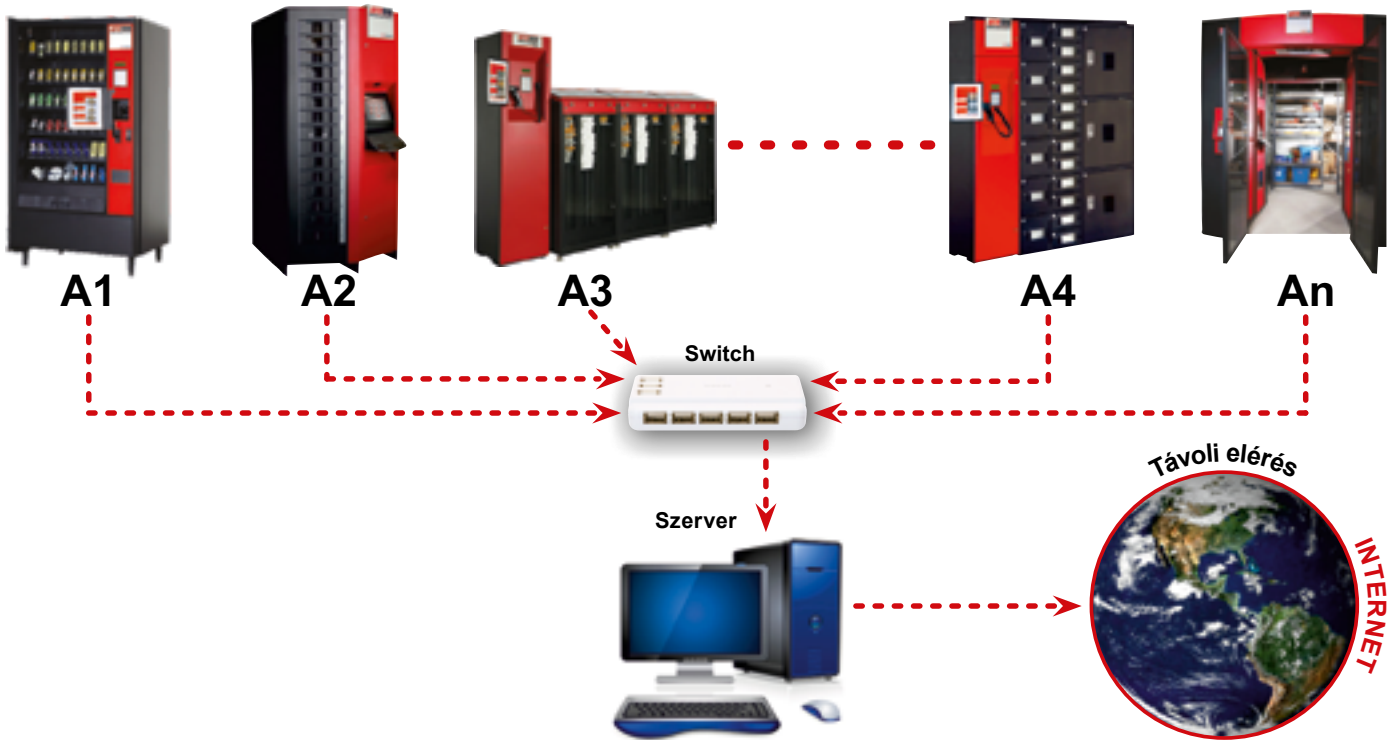 A1
A2
A3
A4
An
Switch
Szerver
Távoli elérés
INTERNET